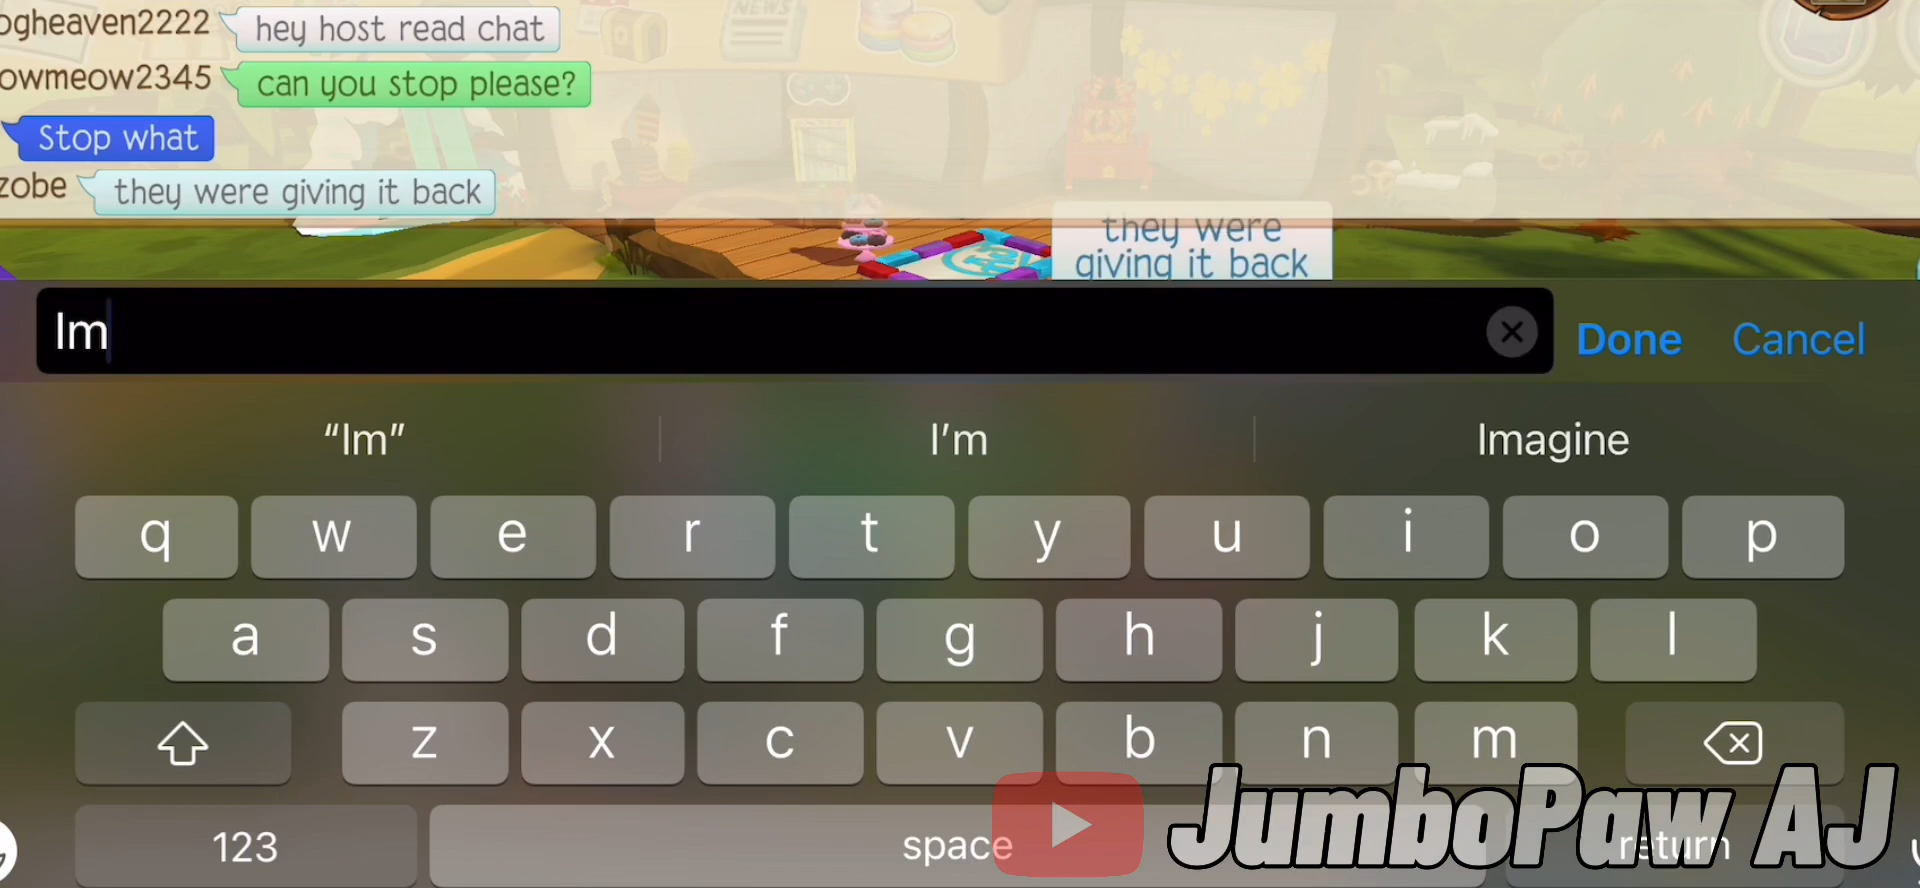 ogheaven2222 hey host read chat
NEWS
owmeow2345 can you stop please?
Stop what
zobe they were giving it back
they were
giving it back
Im
Done Cancel
“Im” I’m Imagine
q w e r t y u i o p
a s d f g h j k l
z x c v b n m
123 space return
JumboPaw AJ